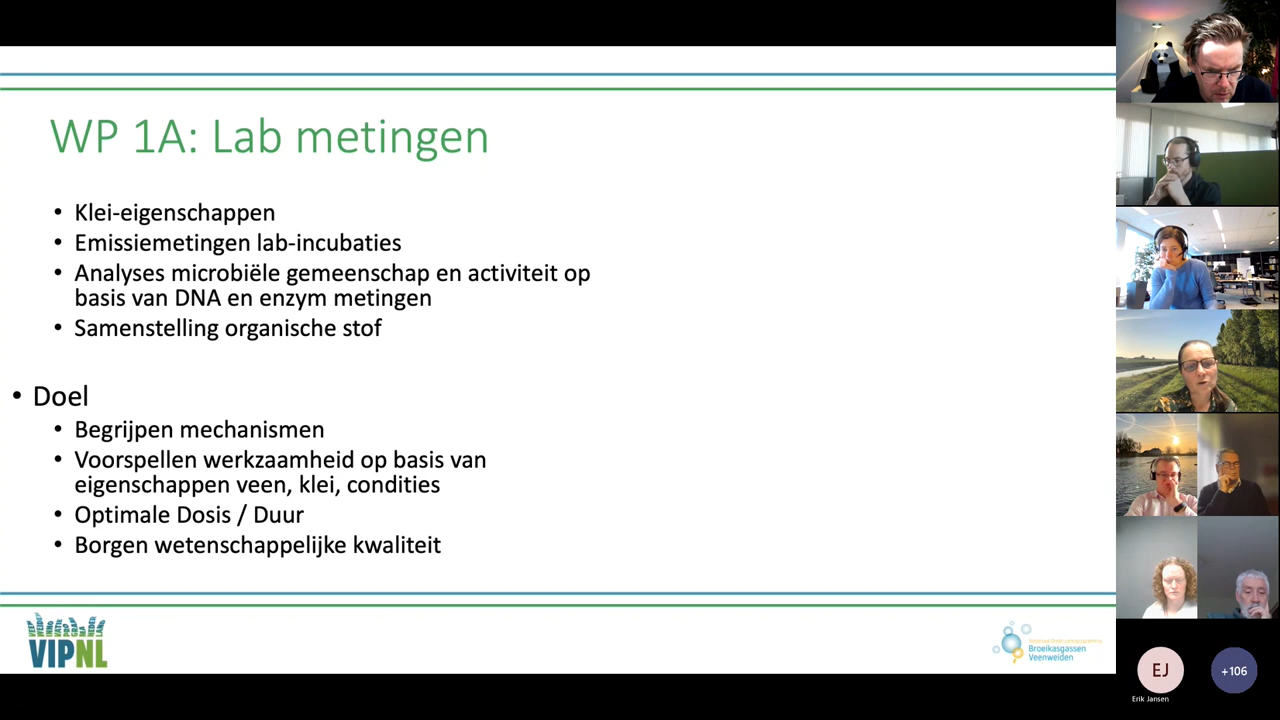 WP 1A: Lab metingen
• Klei-eigenschappen
• Emissiemetingen lab-incubaties
• Analyses microbiële gemeenschap en activiteit op
basis van DNA en enzym metingen
• Samenstelling organische stof
• Doel
• Begrijpen mechanismen
• Voorspellen werkzaamheid op basis van
eigenschappen veen, klei, condities
• Optimale Dosis / Duur
• Borgen wetenschappelijke kwaliteit
VIPNL
Broeikasgassen
Veenweiden
EJ
+106
Erik Jansen